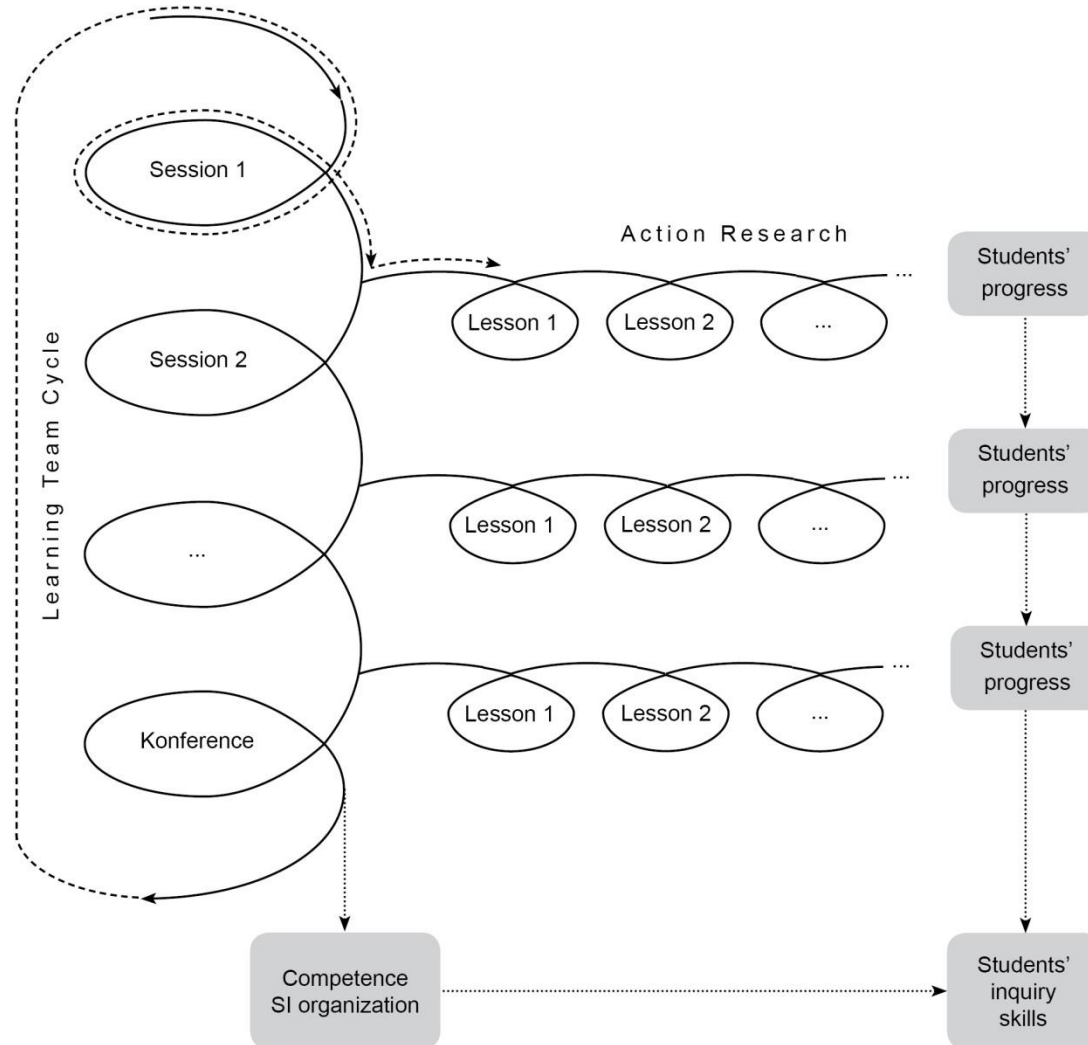 Learning Team Cycle
Session 1
Action Research
Lesson 1
Lesson 2
...
...
Students'
progress
Session 2
...
Lesson 1
Lesson 2
...
...
Students'
progress
Konference
Lesson 1
Lesson 2
...
...
Students'
progress
Competence
SI organization
Students'
inquiry
skills